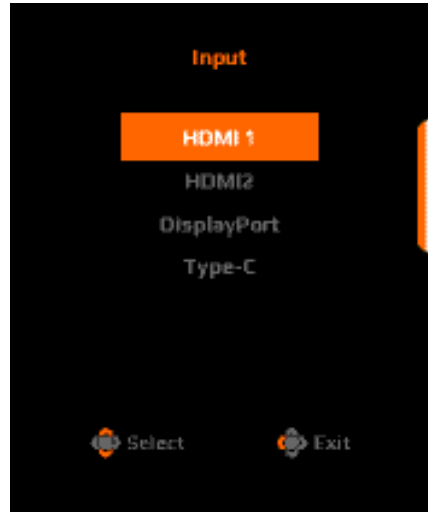 Input
HDMI 1
HDMI2
DisplayPort
Type-C
Select Exit